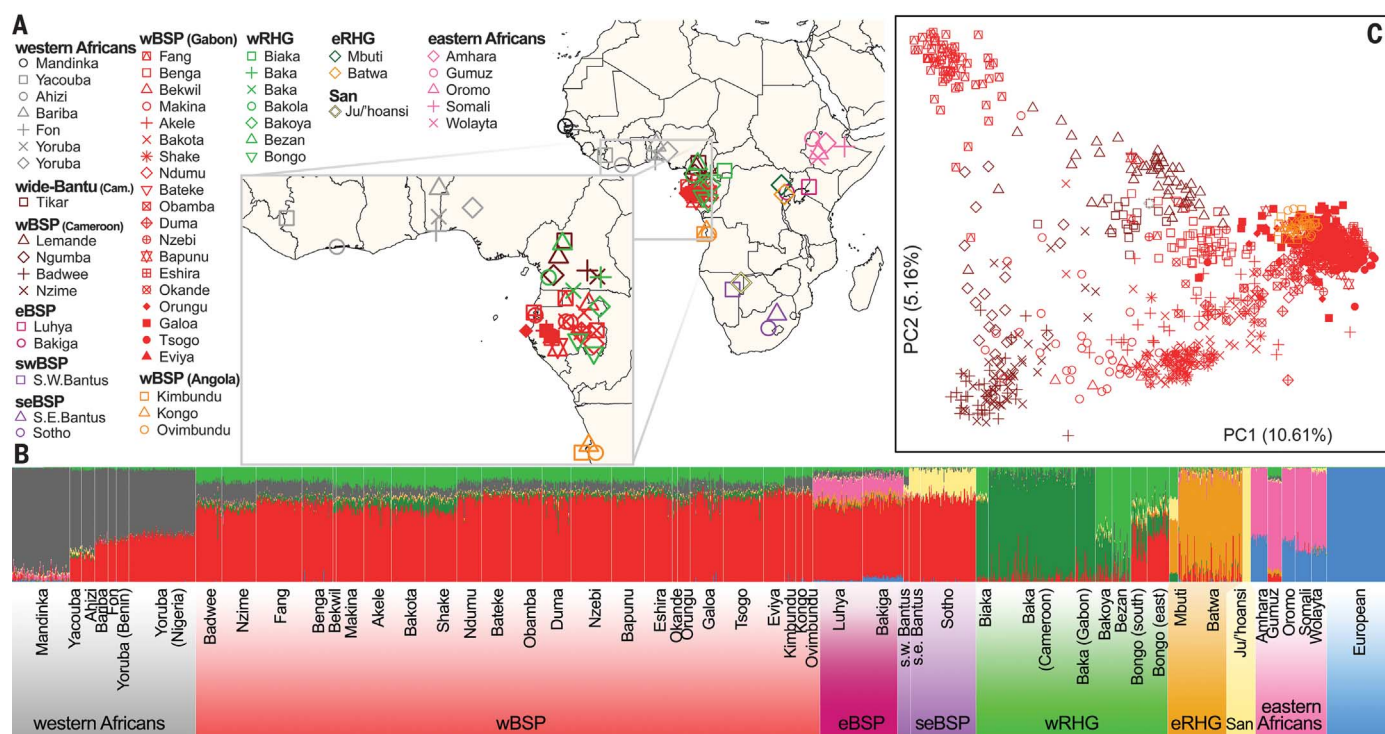 A
western Africans
Mandinka
Yacouba
Ahizi
Bariba
Fon
Yoruba
Yoruba
wide-Bantu (Cam.)
Tikar
wBSP (Cameroon)
Lemande
Ngumba
Badwee
Nzime
eBSP
Luhya
Bakiga
swBSP
S.W.Bantus
seBSP
S.E.Bantus
Sotho
wBSP (Gabon)
Fang
Benga
Bekwil
Makina
Akele
Bakota
Shake
Ndumu
Bateke
Obamba
Duma
Nzebi
Bapunu
Eshira
Okande
Orungu
Galoa
Tsogo
Eviya
wBSP (Angola)
Kimbundu
Kongo
Ovimbundu
wRHG
Biaka
Baka
Baka
Bakola
Bakoya
Bezan
Bongo
eRHG
Mbuti
Batwa
San
Ju/'hoansi
eastern Africans
Amhara
Gumuz
Oromo
Somali
Wolayta
C
PC2 (5.16%)
PC1 (10.61%)
B
Mandinka
Yacouba
Ahizi
Bariba
Fon
Yoruba (Benin)
Yoruba
(Nigeria)
Badwee
Nzime
Fang
Benga
Bekwil
Makina
Akele
Bakota
Shake
Ndumu
Bateke
Obamba
Duma
Nzebi
Bapunu
Eshira
Okande
Orungu
Galoa
Tsogo
Eviya
Kimbundu
Kongo
Ovimbundu
Luhya
Bakiga
s.w. Bantus
s.e. Bantus
Sotho
Biaka
Baka
(Cameroon)
Baka (Gabon)
Bakoya
Bezan
Bongo (south)
Bongo (east)
Mbuti
Batwa
Ju/'hoansi
Amhara
Gumuz
Oromo
Somali
Wolayta
European
western Africans
wBSP
eBSP
seBSP
wRHG
eRHG
San
eastern
Africans